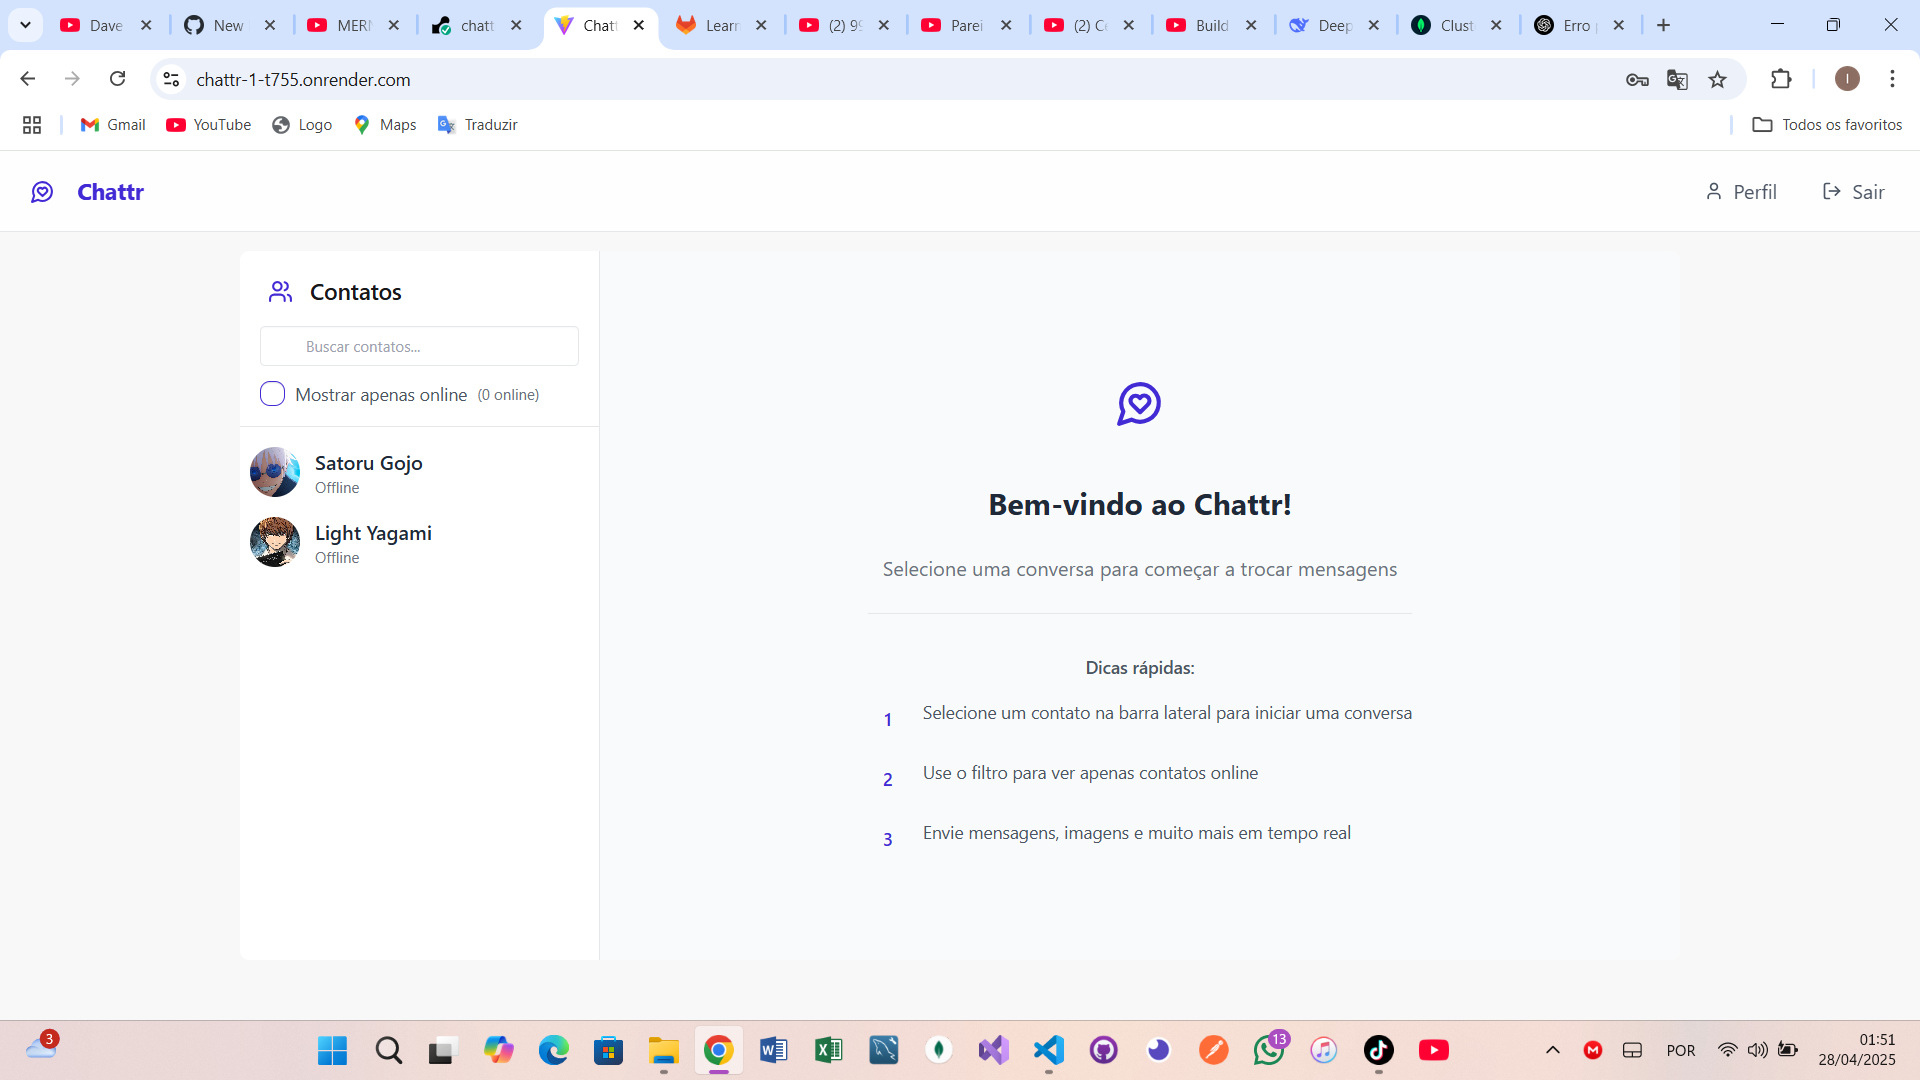 Dave
New
MERN
chatt
Chatt
Learn
(2) 99
Parei
(2) Co
Build
Deep
Clust
Erro
chattr-1-t755.onrender.com
I
Gmail
YouTube
Logo
Maps
Traduzir
Todos os favoritos
Chattr
Perfil
Sair
Contatos
Buscar contatos...
Mostrar apenas online (0 online)
Satoru Gojo
Offline
Light Yagami
Offline
Bem-vindo ao Chattr!
Selecione uma conversa para começar a trocar mensagens
Dicas rápidas:
1 Selecione um contato na barra lateral para iniciar uma conversa
2 Use o filtro para ver apenas contatos online
3 Envie mensagens, imagens e muito mais em tempo real
3
13
POR
01:51
28/04/2025